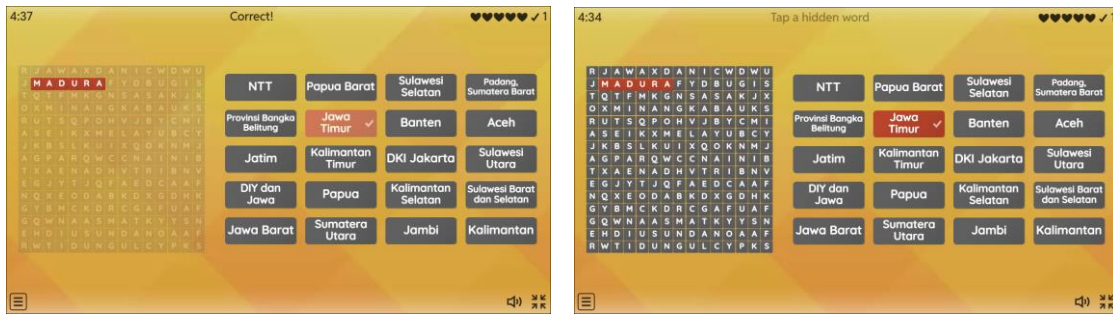 4:37 Correct! ✓ 1
R J A W A X D A N I C W D W U
J M A D U R A F Y D B U G I S
T Q T F M K G N S A S A K J X
O X M I N A N G K A B A U K S
R U T S Q P O H V J B Y C M I
A S E I K X M E L A Y U B C Y
J K B S L K U I X Q O K N M J
A G P A R Q W C C N A I N I B
T X A E N A D H V T R I B N V
E G J Y T J Q F A E D C A A F
N Q X E O D A B K D X G D H K
G Y B M C K D R C G A F U A F
G Q W N A A S M A T K Y Y S N
E H D I U S U N D A N O A A F
R W T I D U N G U L C Y P K S
NTT Papua Barat Sulawesi Selatan Padang, Sumatera Barat
Provinsi Bangka Belitung Jawa Timur ✓ Banten Aceh
Jatim Kalimantan Timur DKI Jakarta Sulawesi Utara
DIY dan Jawa Papua Kalimantan Selatan Sulawesi Barat dan Selatan
Jawa Barat Sumatera Utara Jambi Kalimantan
4:34 Tap a hidden word ✓ 1
R J A W A X D A N I C W D W U
J M A D U R A F Y D B U G I S
T Q T F M K G N S A S A K J X
O X M I N A N G K A B A U K S
R U T S Q P O H V J B Y C M I
A S E I K X M E L A Y U B C Y
J K B S L K U I X Q O K N M J
A G P A R Q W C C N A I N I B
T X A E N A D H V T R I B N V
E G J Y T J Q F A E D C A A F
N Q X E O D A B K D X G D H K
G Y B M C K D R C G A F U A F
G Q W N A A S M A T K Y Y S N
E H D I U S U N D A N O A A F
R W T I D U N G U L C Y P K S
NTT Papua Barat Sulawesi Selatan Padang, Sumatera Barat
Provinsi Bangka Belitung Jawa Timur ✓ Banten Aceh
Jatim Kalimantan Timur DKI Jakarta Sulawesi Utara
DIY dan Jawa Papua Kalimantan Selatan Sulawesi Barat dan Selatan
Jawa Barat Sumatera Utara Jambi Kalimantan